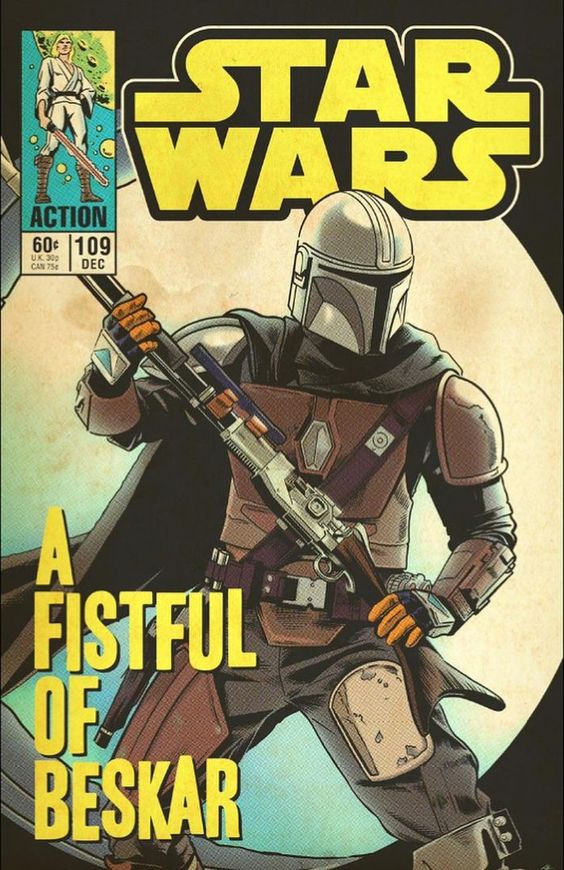 STAR
WARS
ACTION
60¢
U.K. 30p
CAN 75¢
109
DEC
A
FISTFUL
OF
BESKAR